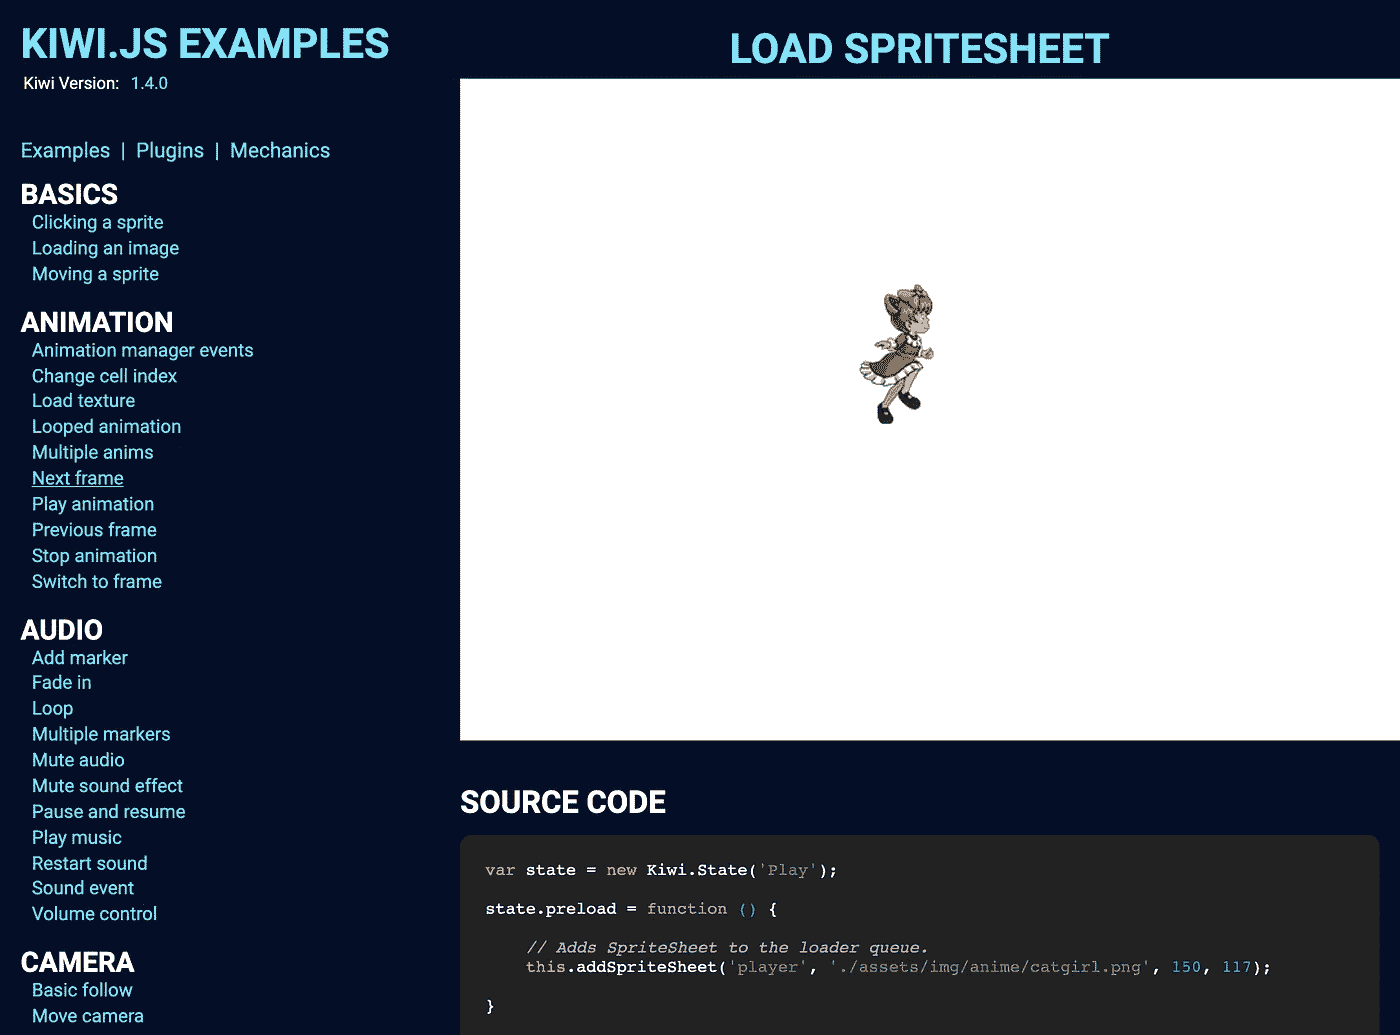 KIWI.JS EXAMPLES
Kiwi Version: 1.4.0
Examples | Plugins | Mechanics
BASICS
Clicking a sprite
Loading an image
Moving a sprite
ANIMATION
Animation manager events
Change cell index
Load texture
Looped animation
Multiple anims
Next frame
Play animation
Previous frame
Stop animation
Switch to frame
AUDIO
Add marker
Fade in
Loop
Multiple markers
Mute audio
Mute sound effect
Pause and resume
Play music
Restart sound
Sound event
Volume control
CAMERA
Basic follow
Move camera
LOAD SPRITESHEET
SOURCE CODE
var state = new Kiwi.State('Play');
state.preload = function () {
// Adds SpriteSheet to the loader queue.
this.addSpriteSheet('player', './assets/img/anime/catgirl.png', 150, 117);
}